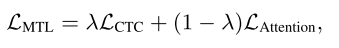 ℒ_MTL = λℒ_CTC + (1 − λ)ℒ_Attention,